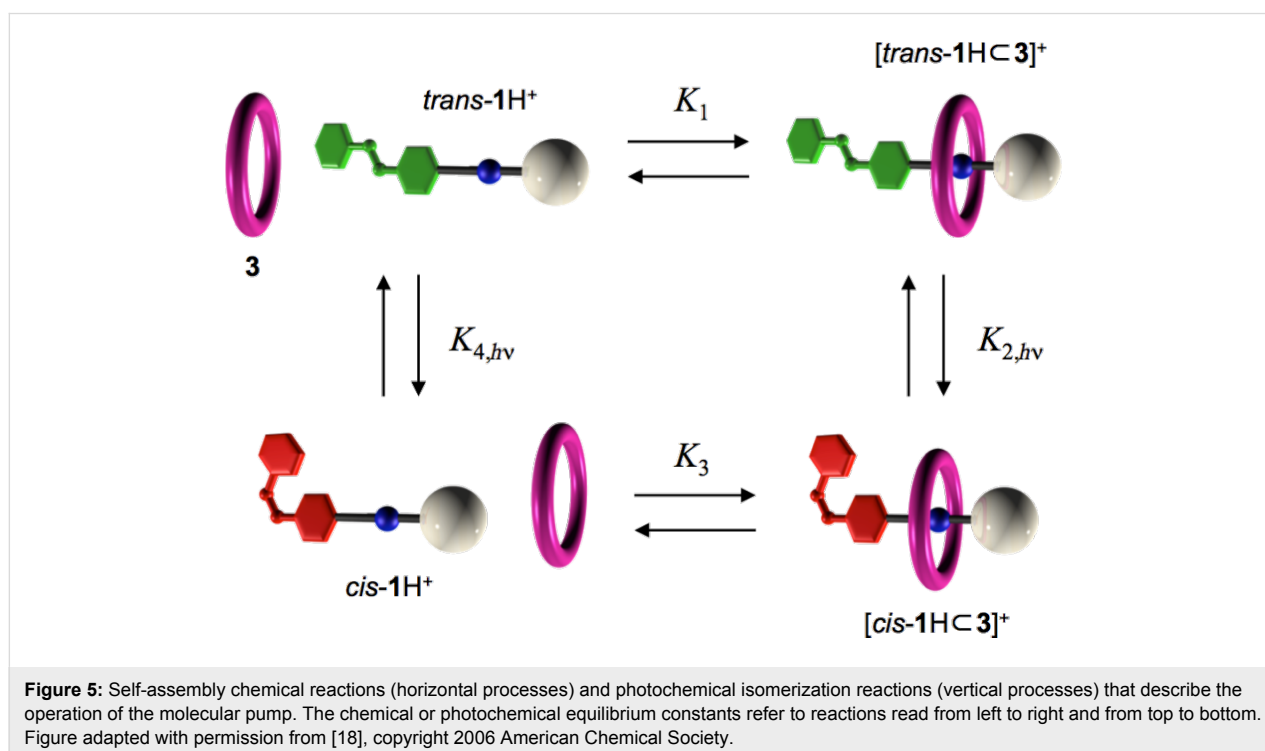 [trans-1H⊂3]⁺
trans-1H⁺
K₁
3
K₄,hν
K₂,hν
K₃
cis-1H⁺
[cis-1H⊂3]⁺
Figure 5: Self-assembly chemical reactions (horizontal processes) and photochemical isomerization reactions (vertical processes) that describe the
operation of the molecular pump. The chemical or photochemical equilibrium constants refer to reactions read from left to right and from top to bottom.
Figure adapted with permission from [18], copyright 2006 American Chemical Society.